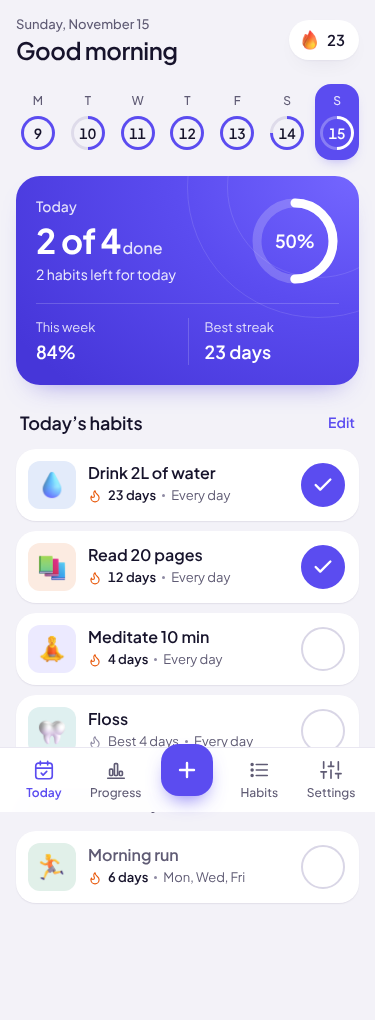 Sunday, November 15
Good morning
23
M T W T F S S
9 10 11 12 13 14 15
Today
2 of 4 done
2 habits left for today
50%
This week
84%
Best streak
23 days
Today’s habits
Edit
Drink 2L of water
23 days • Every day
Read 20 pages
12 days • Every day
Meditate 10 min
4 days • Every day
Floss
Best 4 days • Every day
Today
Progress
Habits
Settings
Morning run
6 days • Mon, Wed, Fri